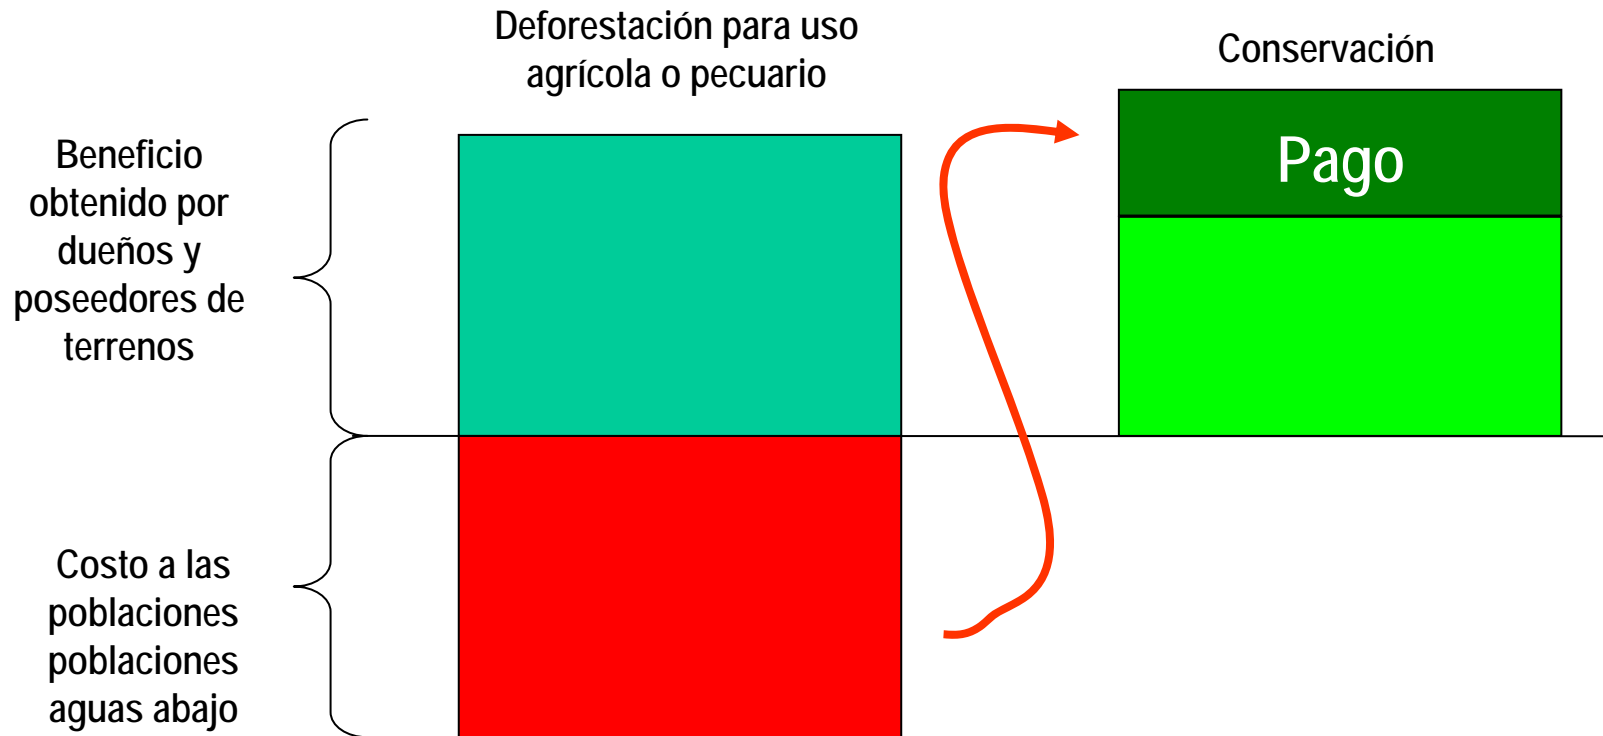 Deforestación para uso
agrícola o pecuario
Conservación
Pago
Beneficio
obtenido por
dueños y
poseedores de
terrenos
Costo a las
poblaciones
poblaciones
aguas abajo